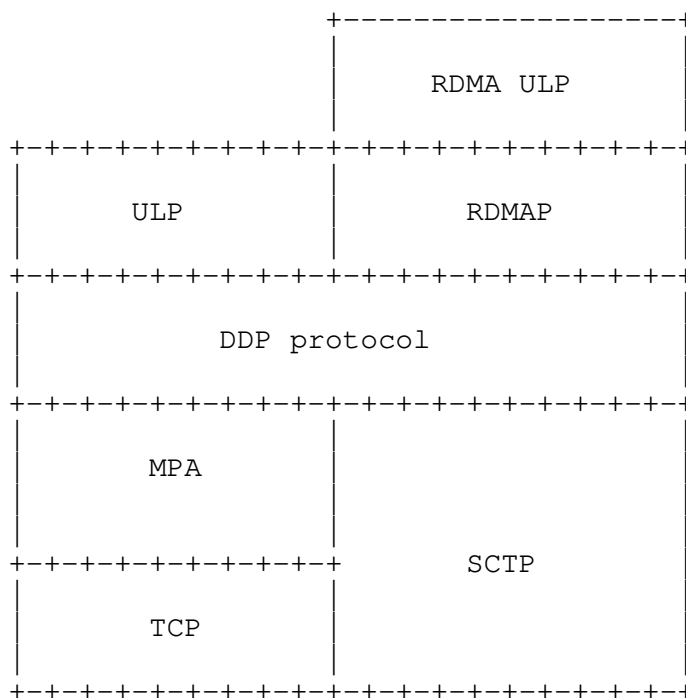 RDMA ULP
ULP RDMAP
DDP protocol
MPA
SCTP
TCP